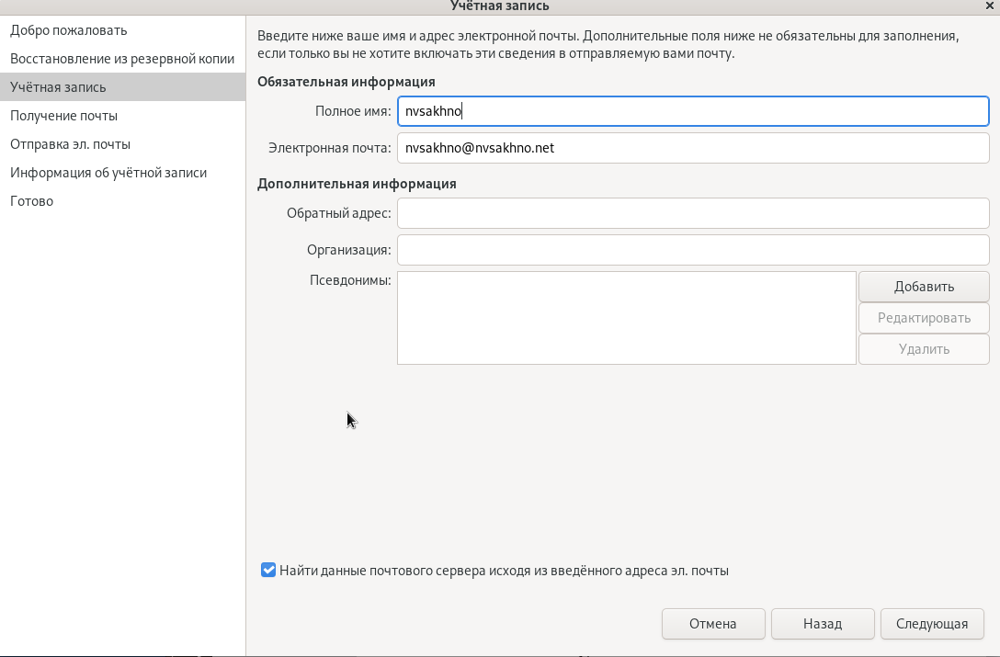 Учётная запись
Добро пожаловать
Восстановление из резервной копии
Учётная запись
Получение почты
Отправка эл. почты
Информация об учётной записи
Готово
Введите ниже ваше имя и адрес электронной почты. Дополнительные поля ниже не обязательны для заполнения,
если только вы не хотите включать эти сведения в отправляемую вами почту.
Обязательная информация
Полное имя: nvsakhno
Электронная почта: nvsakhno@nvsakhno.net
Дополнительная информация
Обратный адрес:
Организация:
Псевдонимы:
Добавить
Редактировать
Удалить
Найти данные почтового сервера исходя из введённого адреса эл. почты
Отмена Назад Следующая